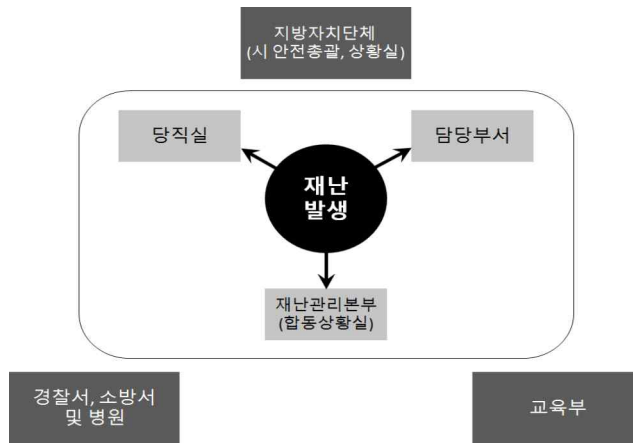 지방자치단체
(시 안전총괄, 상황실)
당직실
담당부서
재난
발생
재난관리본부
(합동상황실)
경찰서, 소방서
및 병원
교육부